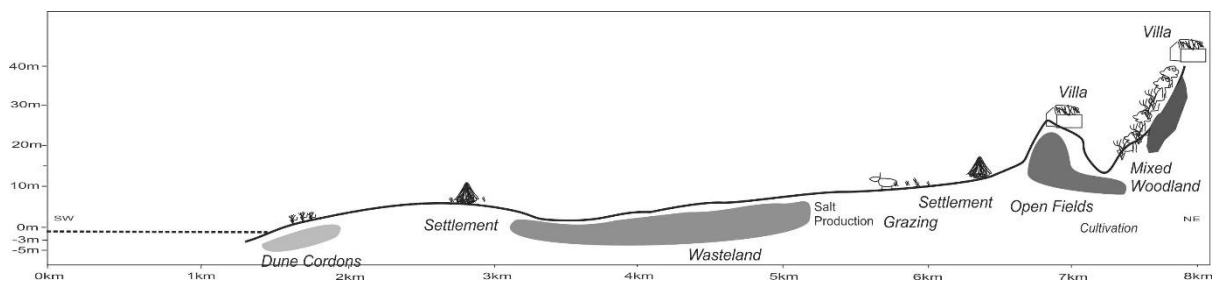 Villa
40m
30m
Villa
20m
Mixed
Woodland
10m
Settlement
Salt
Production
Grazing
Settlement
Open Fields
SW
NE
Cultivation
0m
-3m
-5m
Dune Cordons
Wasteland
0km
1km
2km
3km
4km
5km
6km
7km
8km